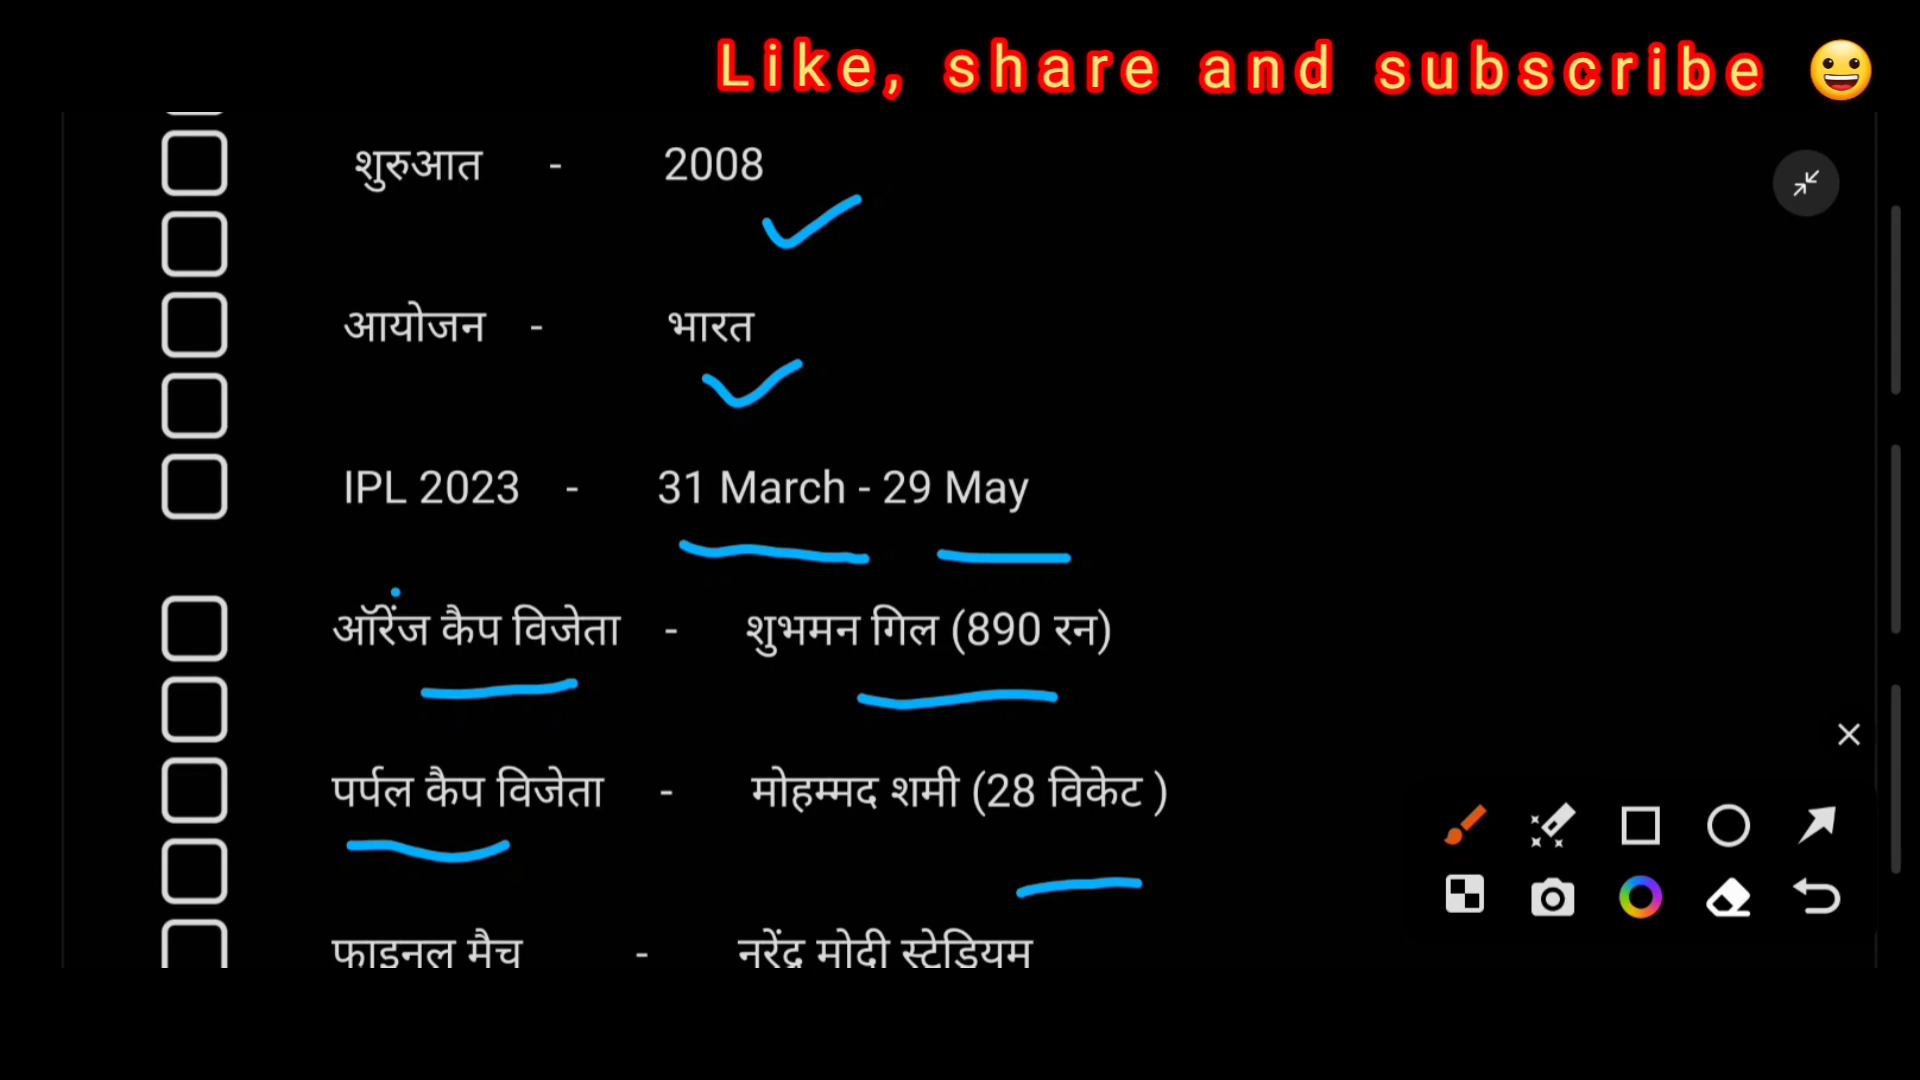 Like, share and subscribe 😀
शुरुआत - 2008
आयोजन - भारत
IPL 2023 - 31 March - 29 May
ऑरेंज कैप विजेता - शुभमन गिल (890 रन)
पर्पल कैप विजेता - मोहम्मद शमी (28 विकेट )
फाइनल मैच - नरेंद्र मोदी स्टेडियम